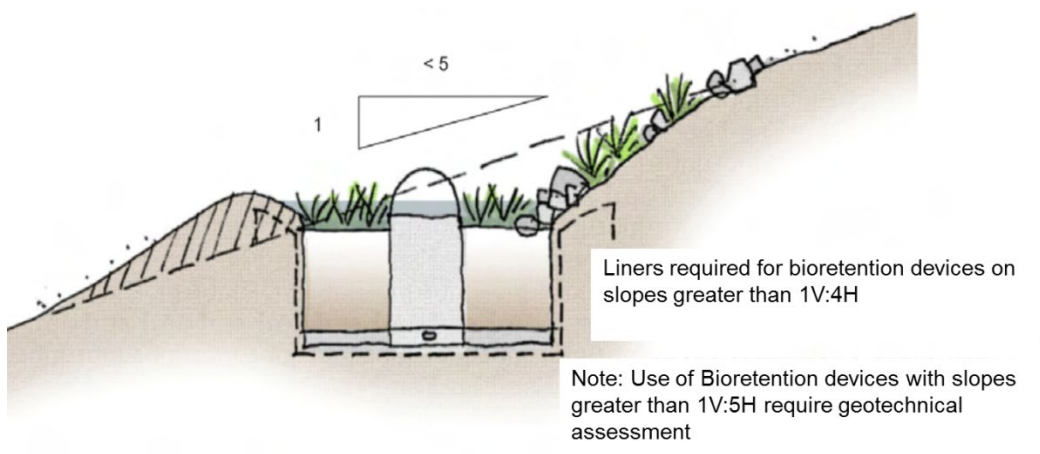 < 5
1
Liners required for bioretention devices on
slopes greater than 1V:4H
Note: Use of Bioretention devices with slopes
greater than 1V:5H require geotechnical
assessment